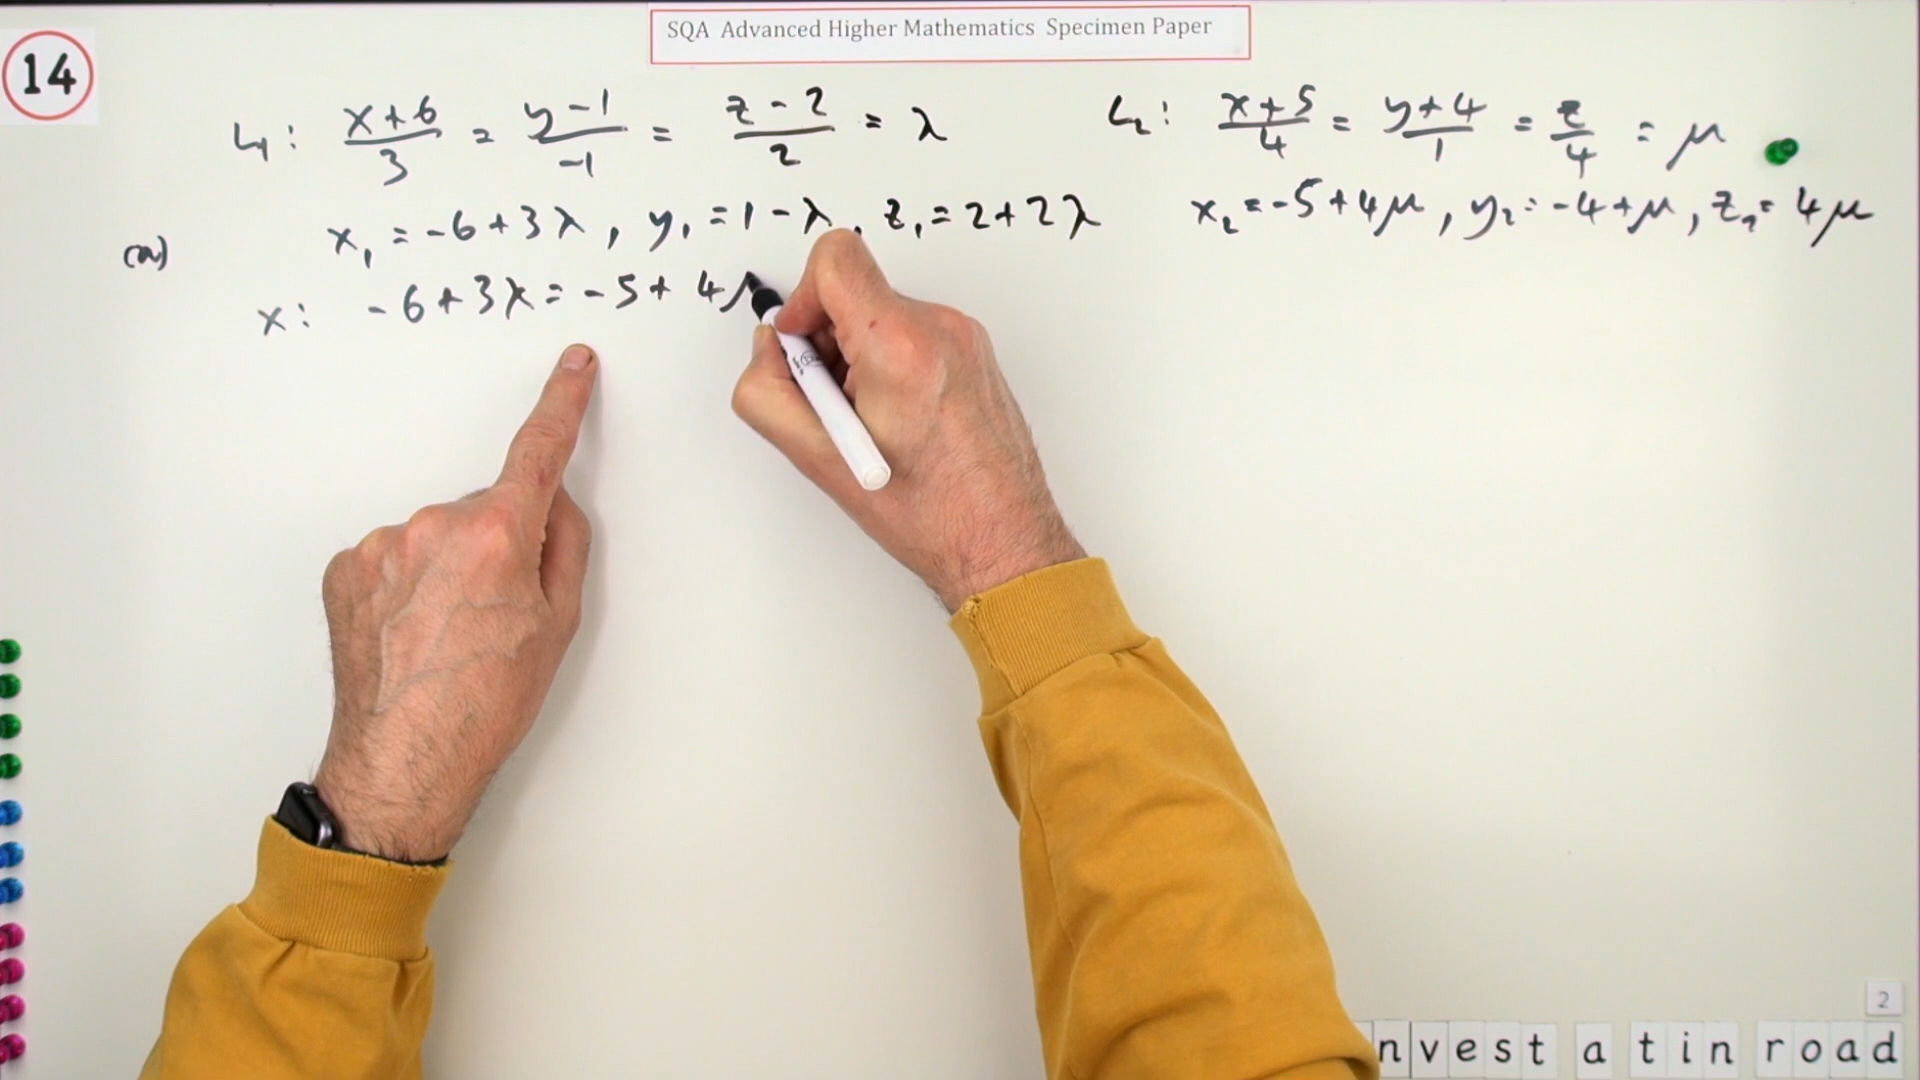 SQA Advanced Higher Mathematics Specimen Paper
14
L₁: (x+6)/3 = (y-1)/-1 = (z-2)/2 = λ
L₂: (x+5)/4 = (y+4)/1 = z/4 = μ
(a) x₁ = -6+3λ, y₁ = 1-λ, z₁ = 2+2λ
x₂ = -5+4μ, y₂ = -4+μ, z₂ = 4μ
x: -6+3λ = -5+4μ
2
nvest a tin road